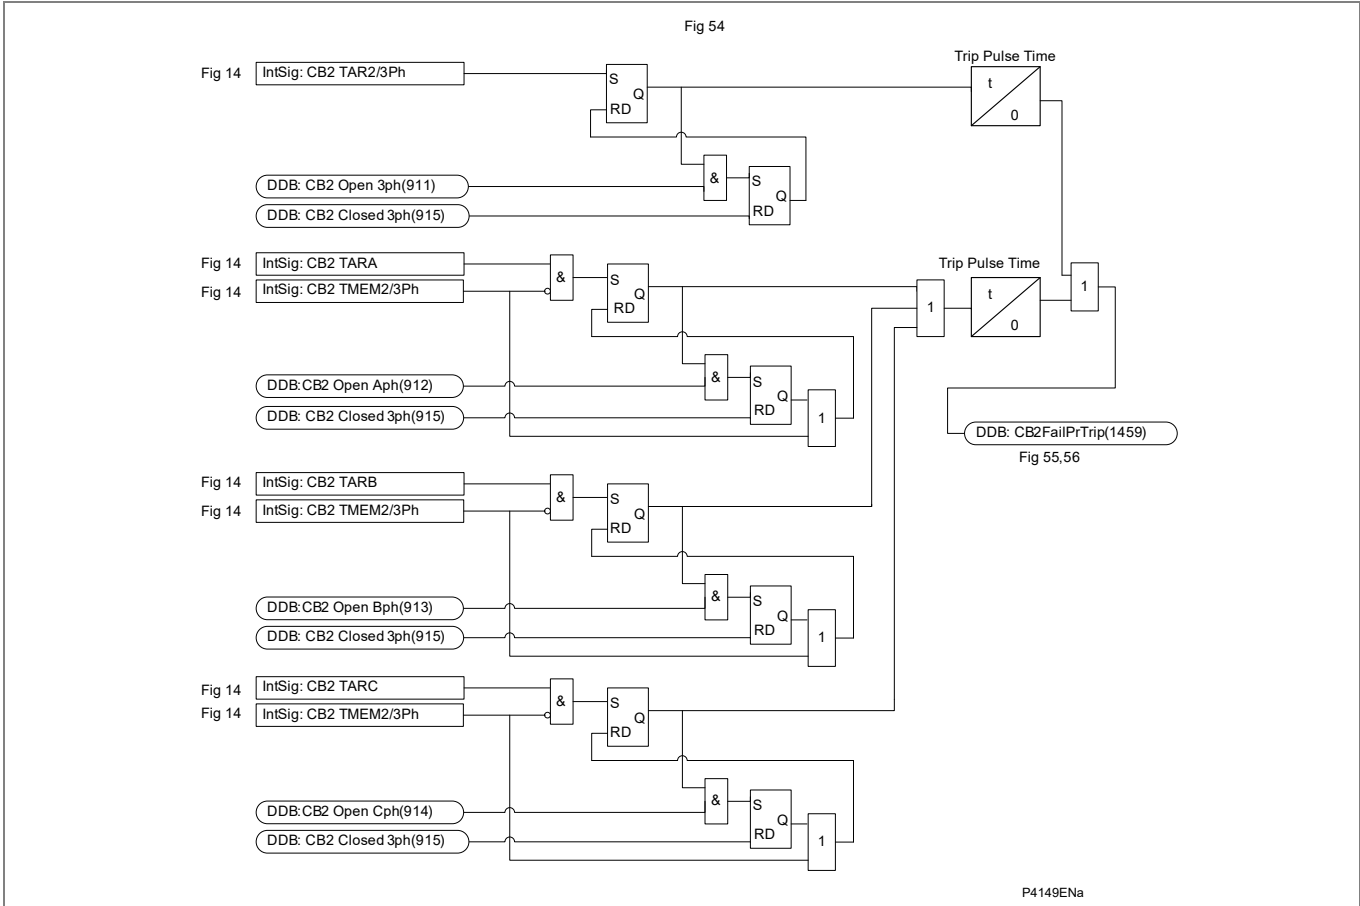 Fig 54
Trip Pulse Time
Fig 14 IntSig: CB2 TAR2/3Ph
S
Q
RD
t
0
DDB: CB2 Open 3ph(911)
&
S
Q
RD
DDB: CB2 Closed 3ph(915)
Fig 14 IntSig: CB2 TARA
Fig 14 IntSig: CB2 TMEM2/3Ph
&
S
Q
RD
Trip Pulse Time
1
t
0
1
DDB:CB2 Open Aph(912)
&
S
Q
RD
DDB: CB2 Closed 3ph(915)
1
DDB: CB2FailPrTrip(1459)
Fig 55,56
Fig 14 IntSig: CB2 TARB
Fig 14 IntSig: CB2 TMEM2/3Ph
&
S
Q
RD
DDB:CB2 Open Bph(913)
&
S
Q
RD
DDB: CB2 Closed 3ph(915)
1
Fig 14 IntSig: CB2 TARC
Fig 14 IntSig: CB2 TMEM2/3Ph
&
S
Q
RD
DDB:CB2 Open Cph(914)
&
S
Q
RD
DDB: CB2 Closed 3ph(915)
1
P4149ENa